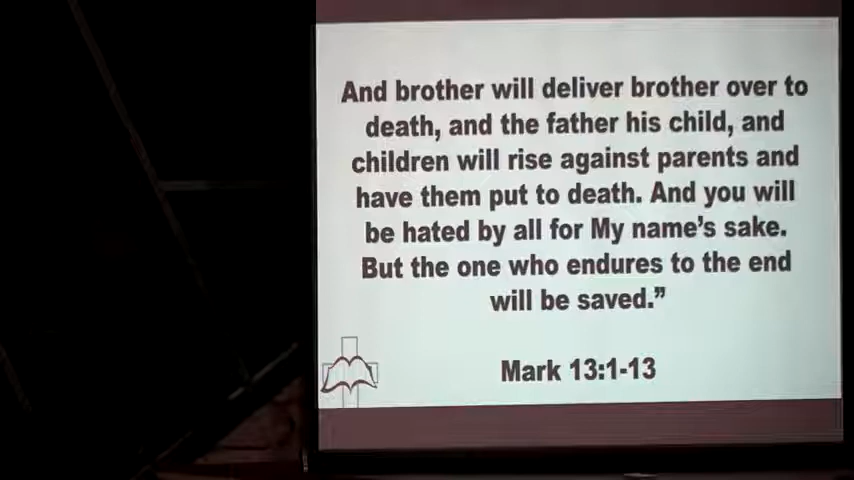 And brother will deliver brother over to
death, and the father his child, and
children will rise against parents and
have them put to death. And you will
be hated by all for My name's sake.
But the one who endures to the end
will be saved.”
Mark 13:1-13